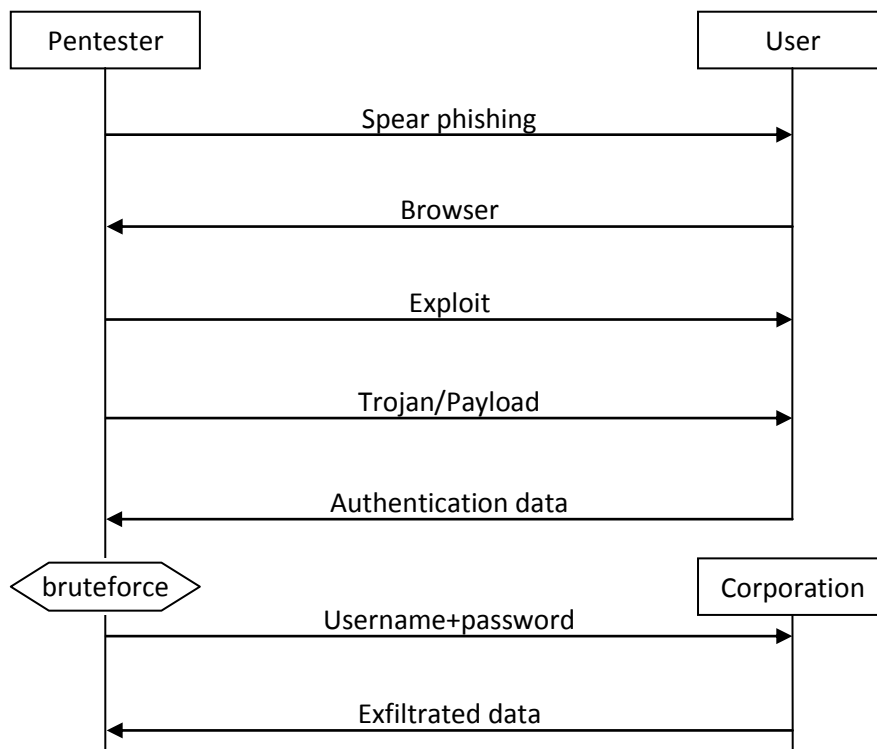 Pentester
User
Spear phishing
Browser
Exploit
Trojan/Payload
Authentication data
bruteforce
Corporation
Username+password
Exfiltrated data